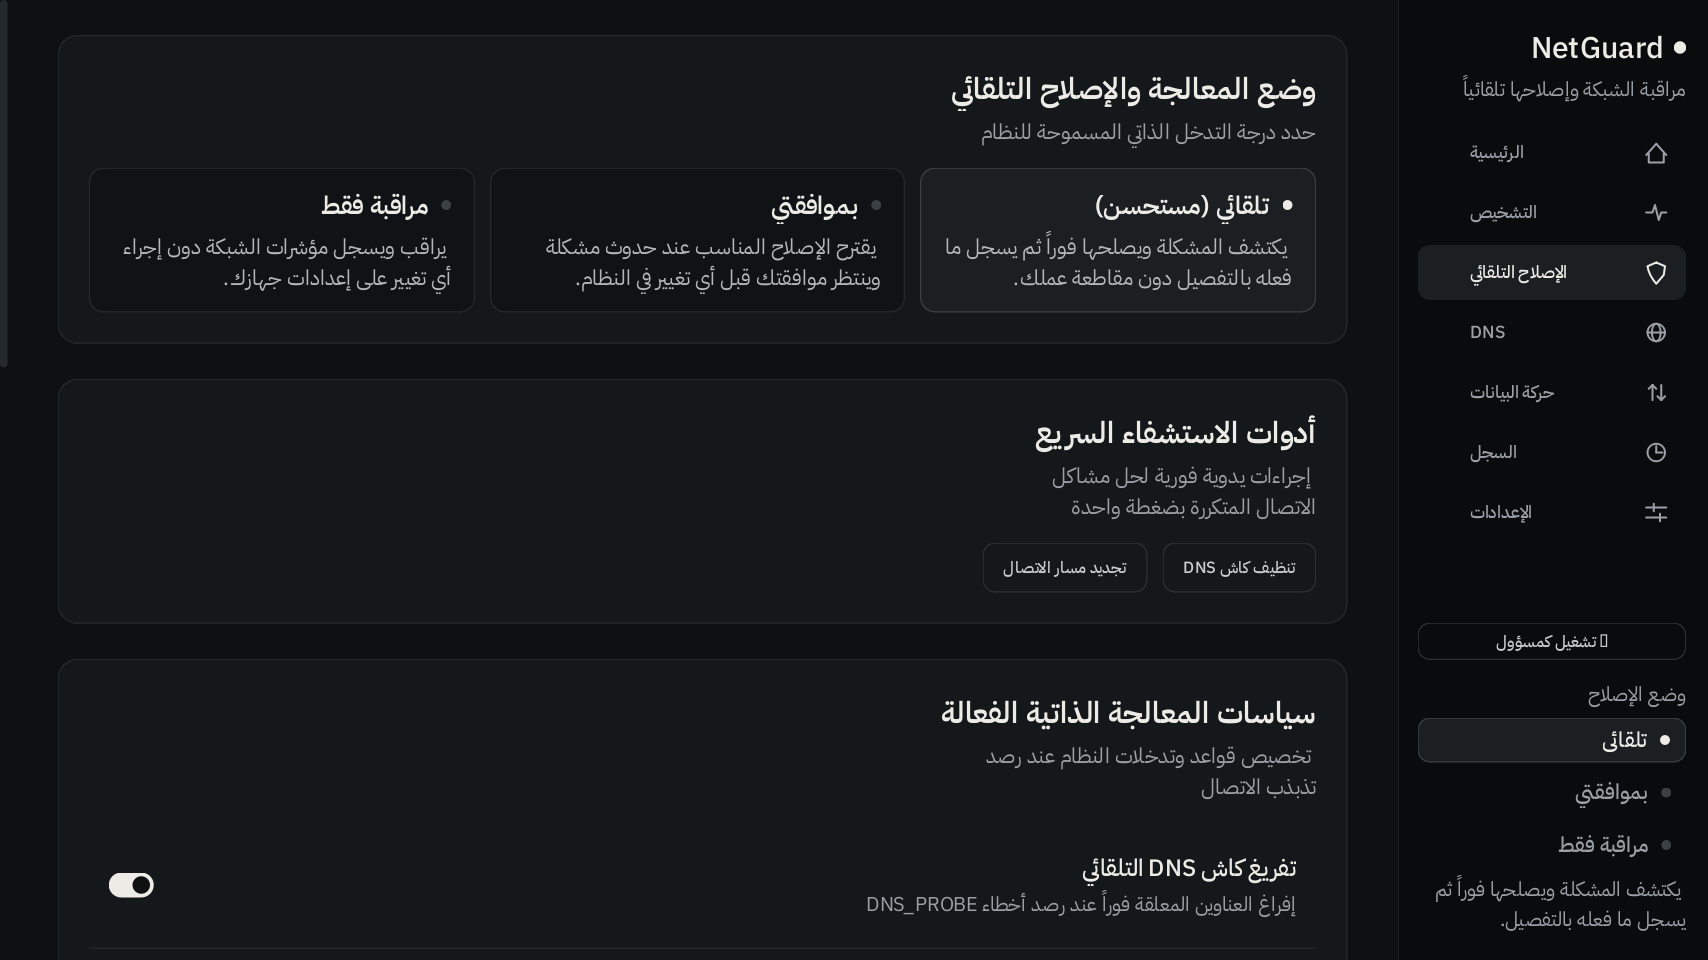 NetGuard
مراقبة الشبكة وإصلاحها تلقائياً
الرئيسية
التشخيص
الإصلاح التلقائي
DNS
حركة البيانات
السجل
الإعدادات
تشغيل كمسؤول
وضع الإصلاح
تلقائي
بموافقتي
مراقبة فقط
يكتشف المشكلة ويصلحها فوراً ثم
يسجل ما فعله بالتفصيل.
وضع المعالجة والإصلاح التلقائي
حدد درجة التدخل الذاتي المسموحة للنظام
تلقائي (مستحسن)
يكتشف المشكلة ويصلحها فوراً ثم يسجل ما
فعله بالتفصيل دون مقاطعة عملك.
بموافقتي
يقترح الإصلاح المناسب عند حدوث مشكلة
وينتظر موافقتك قبل أي تغيير في النظام.
مراقبة فقط
يراقب ويسجل مؤشرات الشبكة دون إجراء
أي تغيير على إعدادات جهازك.
أدوات الاستشفاء السريع
إجراءات يدوية فورية لحل مشاكل
الاتصال المتكررة بضغطة واحدة
تنظيف كاش DNS
تجديد مسار الاتصال
سياسات المعالجة الذاتية الفعالة
تخصيص قواعد وتدخلات النظام عند رصد
تذبذب الاتصال
تفريغ كاش DNS التلقائي
إفراغ العناوين المعلقة فوراً عند رصد أخطاء DNS_PROBE